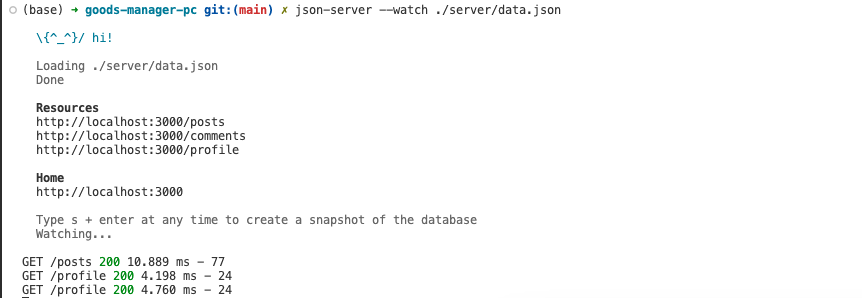 (base) → goods-manager-pc git:(main) ✗ json-server --watch ./server/data.json
\{^_^}/ hi!
Loading ./server/data.json
Done
Resources
http://localhost:3000/posts
http://localhost:3000/comments
http://localhost:3000/profile
Home
http://localhost:3000
Type s + enter at any time to create a snapshot of the database
Watching...
GET /posts 200 10.889 ms - 77
GET /profile 200 4.198 ms - 24
GET /profile 200 4.760 ms - 24